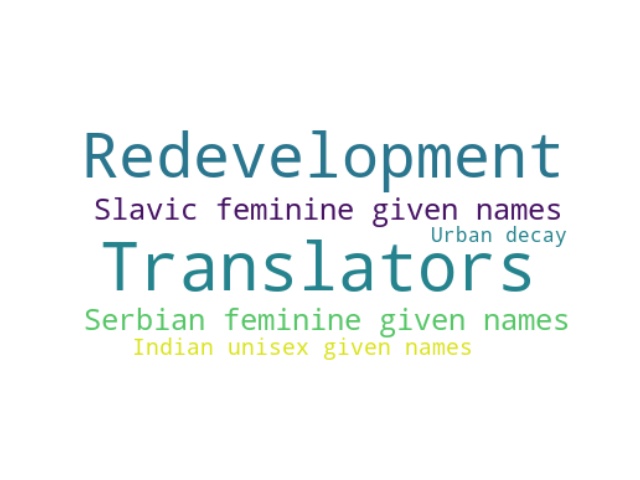 Redevelopment
Slavic feminine given names
Urban decay
Translators
Serbian feminine given names
Indian unisex given names